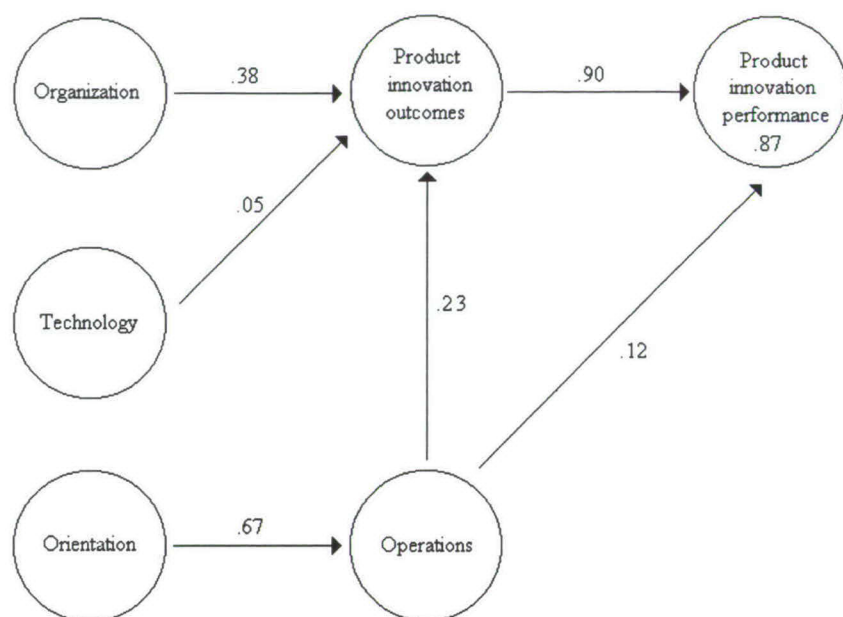 Organization
.38
Product
innovation
outcomes
.90
Product
innovation
performance
.87
.05
Technology
.23
.12
Orientation
.67
Operations